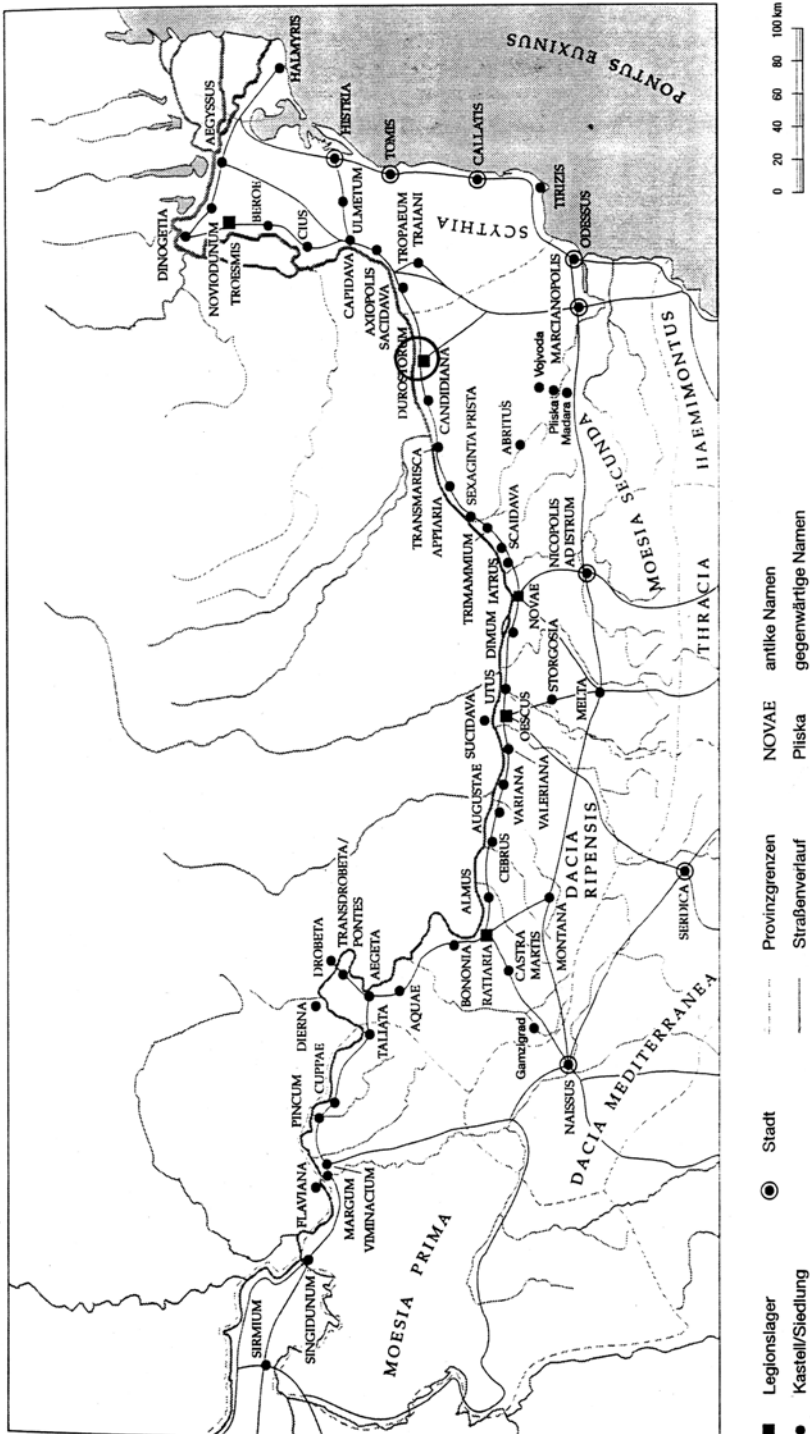 SIRMIUM
SINGIDUNUM
FLAVIANA
MARGUM
VIMINACIUM
PINCUM
CUPPAE
DIERNA
TALIATA
DROBETA
TRANSDROBETA/
PONTES
AEGETA
AQUAE
BONONIA
RATIARIA
CASTRA
MARTIS
Gamzigrad
NAISSUS
MONTANA
ALMUS
CEBRUS
AUGUSTAE
VARIANA
VALERIANA
SUCIDAVA
UTUS
OESCUS
STORGOSIA
MELTA
SERDICA
DIMUM
IATRUS
NOVAE
TRIMAMMIUM
SCAIDAVA
SEXAGINTA PRISTA
APPIARIA
TRANSMARISCA
NICOPOLIS
AD ISTRUM
ABRITUS
CANDIDIANA
DUROSTORUM
Vojvoda
Pliska
Madara
MARCIANOPOLIS
ODESSUS
SACIDAVA
AXIOPOLIS
TROPAEUM
TRAIANI
CAPIDAVA
ULMETUM
CIUS
BEROE
TROESMIS
NOVIODUNUM
DINOGETIA
AEGYSSUS
HALMYRIS
HISTRIA
TOMIS
CALLATIS
TIRIZIS
MOESIA PRIMA
DACIA MEDITERRANEA
DACIA
RIPENSIS
THRACIA
MOESIA SECUNDA
HAEMIMONTUS
SCYTHIA
PONTUS EUXINUS
Legionslager
Kastell/Siedlung
Stadt
Provinzgrenzen
Straßenverlauf
NOVAE antike Namen
Pliska gegenwärtige Namen
0 20 40 60 80 100 km